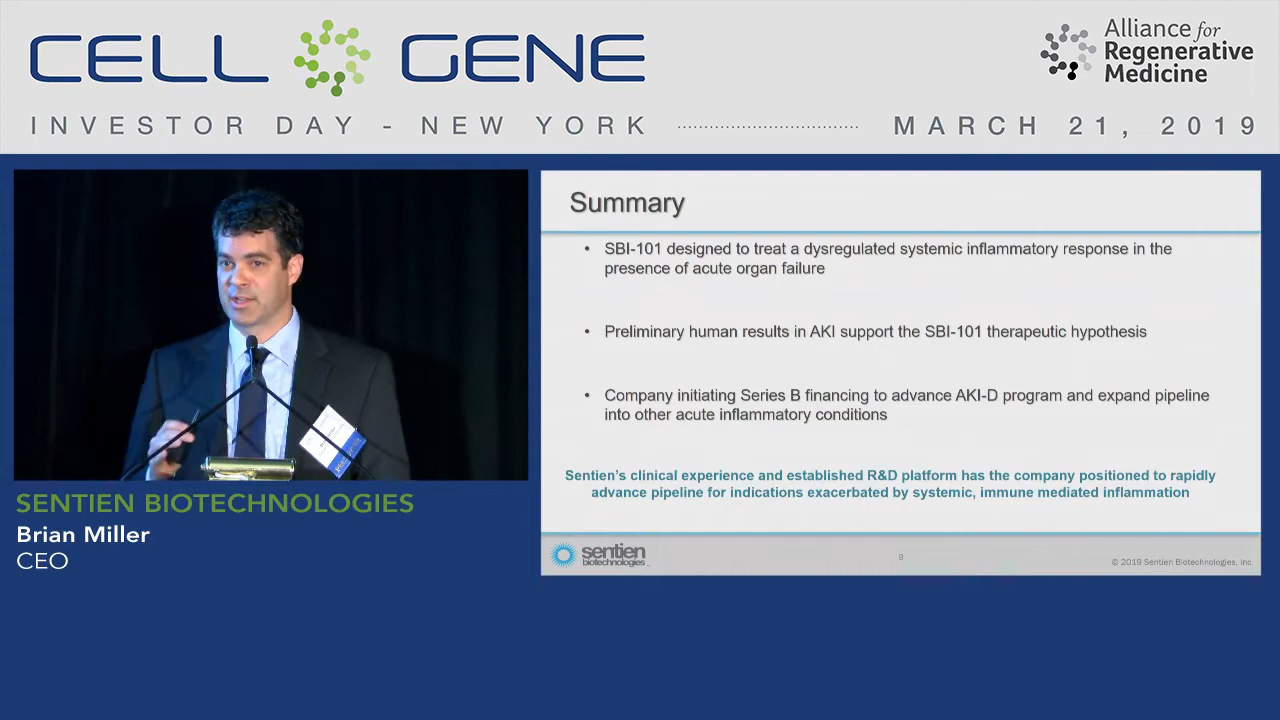 CELL GENE
Alliance for
Regenerative
Medicine
INVESTOR DAY - NEW YORK
MARCH 21, 2019
Summary
• SBI-101 designed to treat a dysregulated systemic inflammatory response in the
presence of acute organ failure
• Preliminary human results in AKI support the SBI-101 therapeutic hypothesis
• Company initiating Series B financing to advance AKI-D program and expand pipeline
into other acute inflammatory conditions
Sentien's clinical experience and established R&D platform has the company positioned to rapidly
advance pipeline for indications exacerbated by systemic, immune mediated inflammation
sentien
biotechnologies
9
© 2019 Sentien Biotechnologies, Inc.
SENTIEN BIOTECHNOLOGIES
Brian Miller
CEO